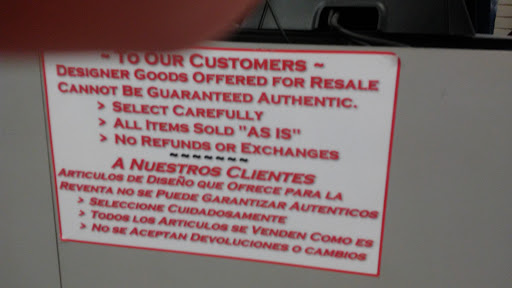 ~ To Our Customers ~
Designer Goods Offered for Resale
Cannot Be Guaranteed Authentic.
> Select Carefully
> All Items Sold "AS IS"
> No Refunds or Exchanges
~~~~~~~
A Nuestros Clientes
Articulos de Diseño que Ofrece para la
Reventa no se Puede Garantizar Autenticos
> Seleccione Cuidadosamente
> Todos los Articulos se Venden Como es
> No se Aceptan Devoluciones o cambios